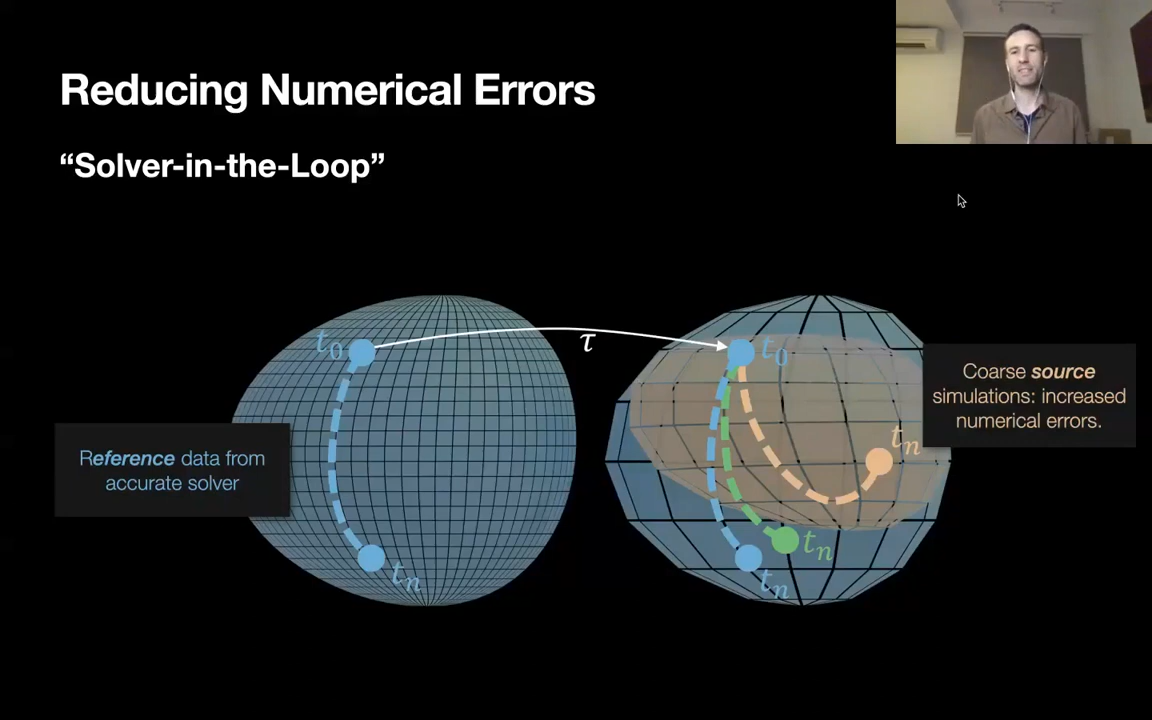 Reducing Numerical Errors
“Solver-in-the-Loop”
t₀
τ
t₀
Coarse source
simulations: increased
numerical errors.
tₙ
Reference data from
accurate solver
tₙ
tₙ
tₙ